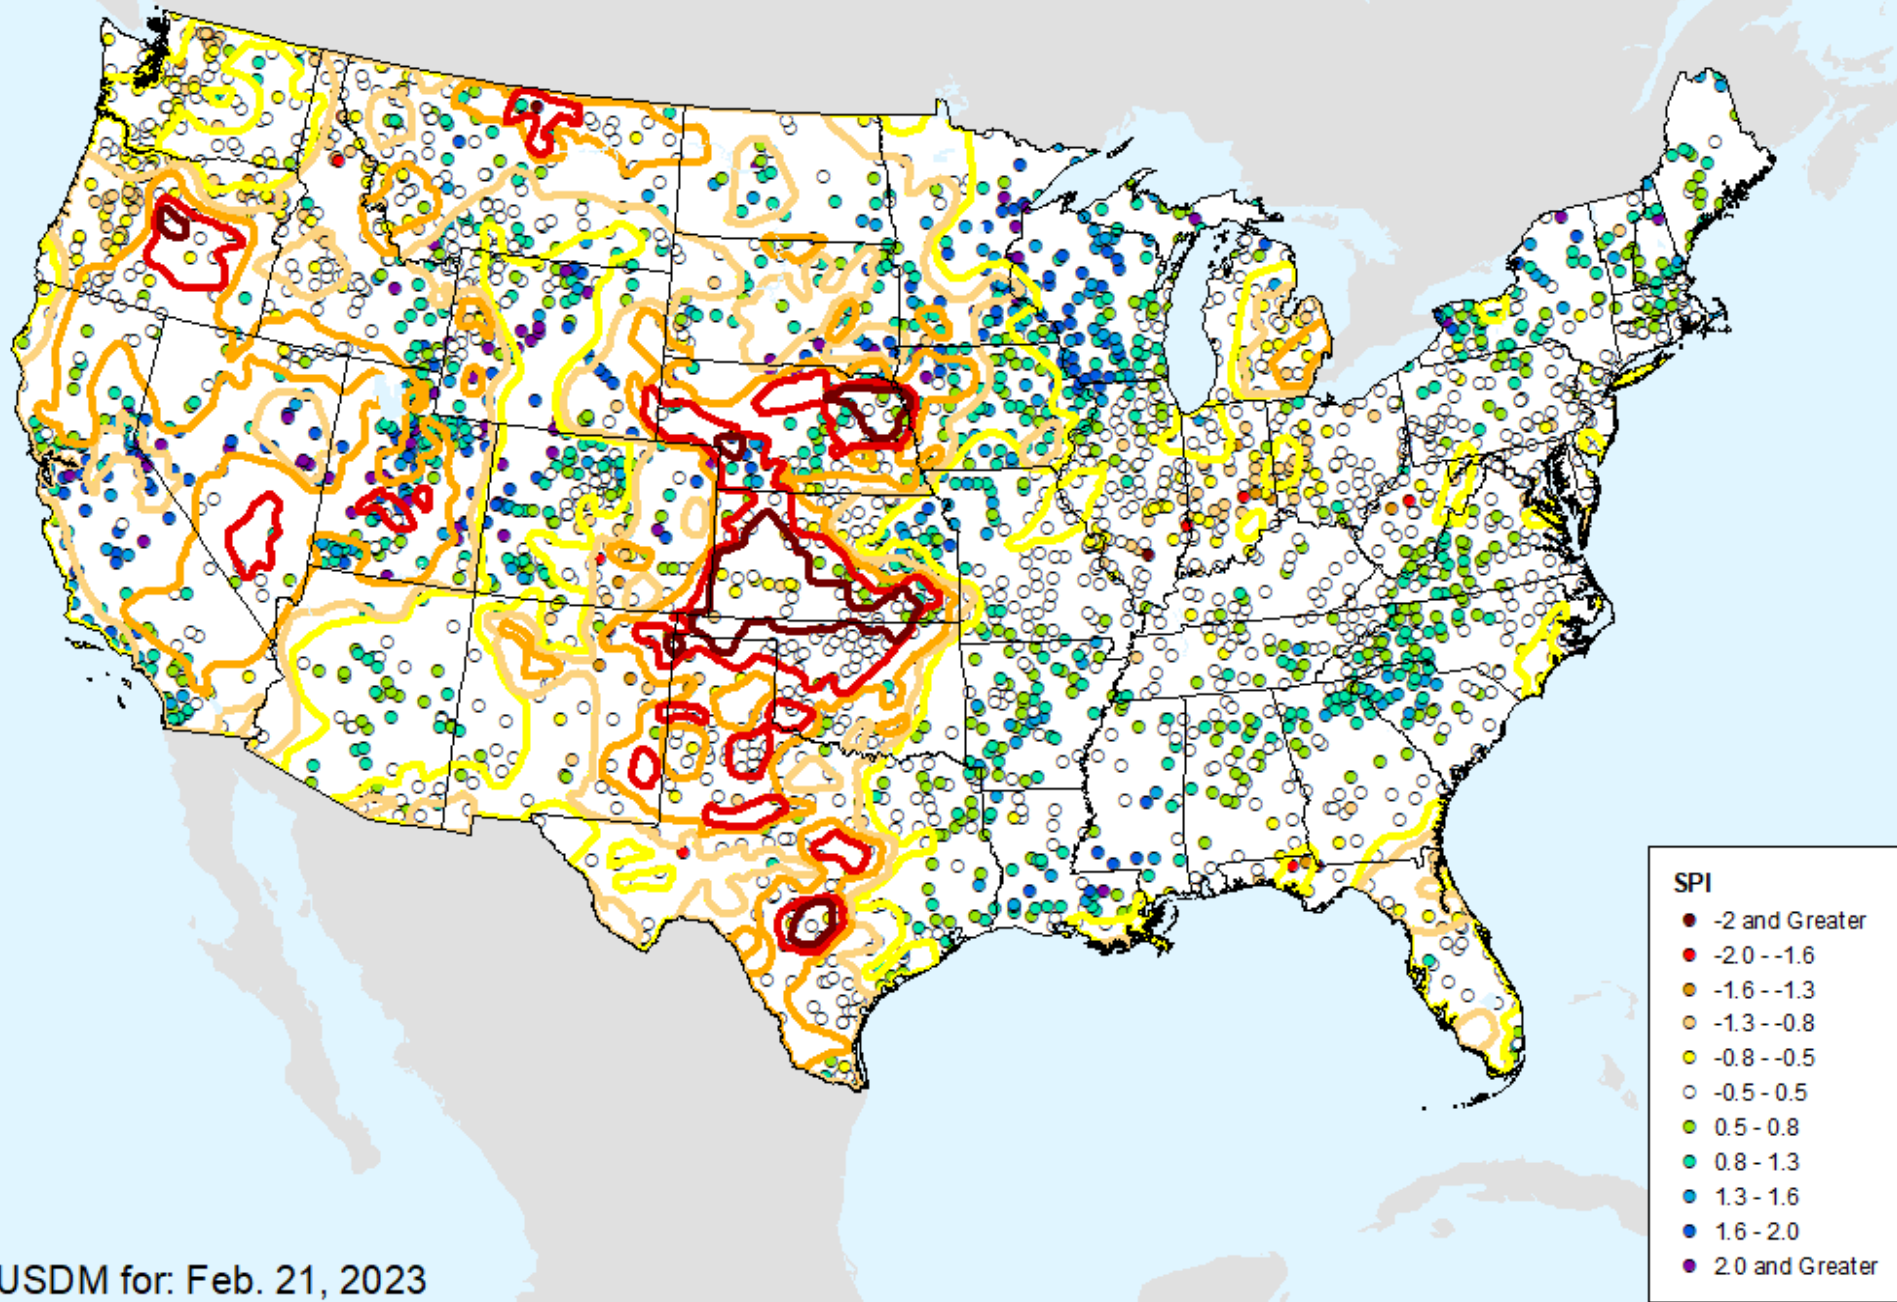 SPI
-2 and Greater
-2.0 - -1.6
-1.6 - -1.3
-1.3 - -0.8
-0.8 - -0.5
-0.5 - 0.5
0.5 - 0.8
0.8 - 1.3
1.3 - 1.6
1.6 - 2.0
2.0 and Greater
USDM for: Feb. 21, 2023